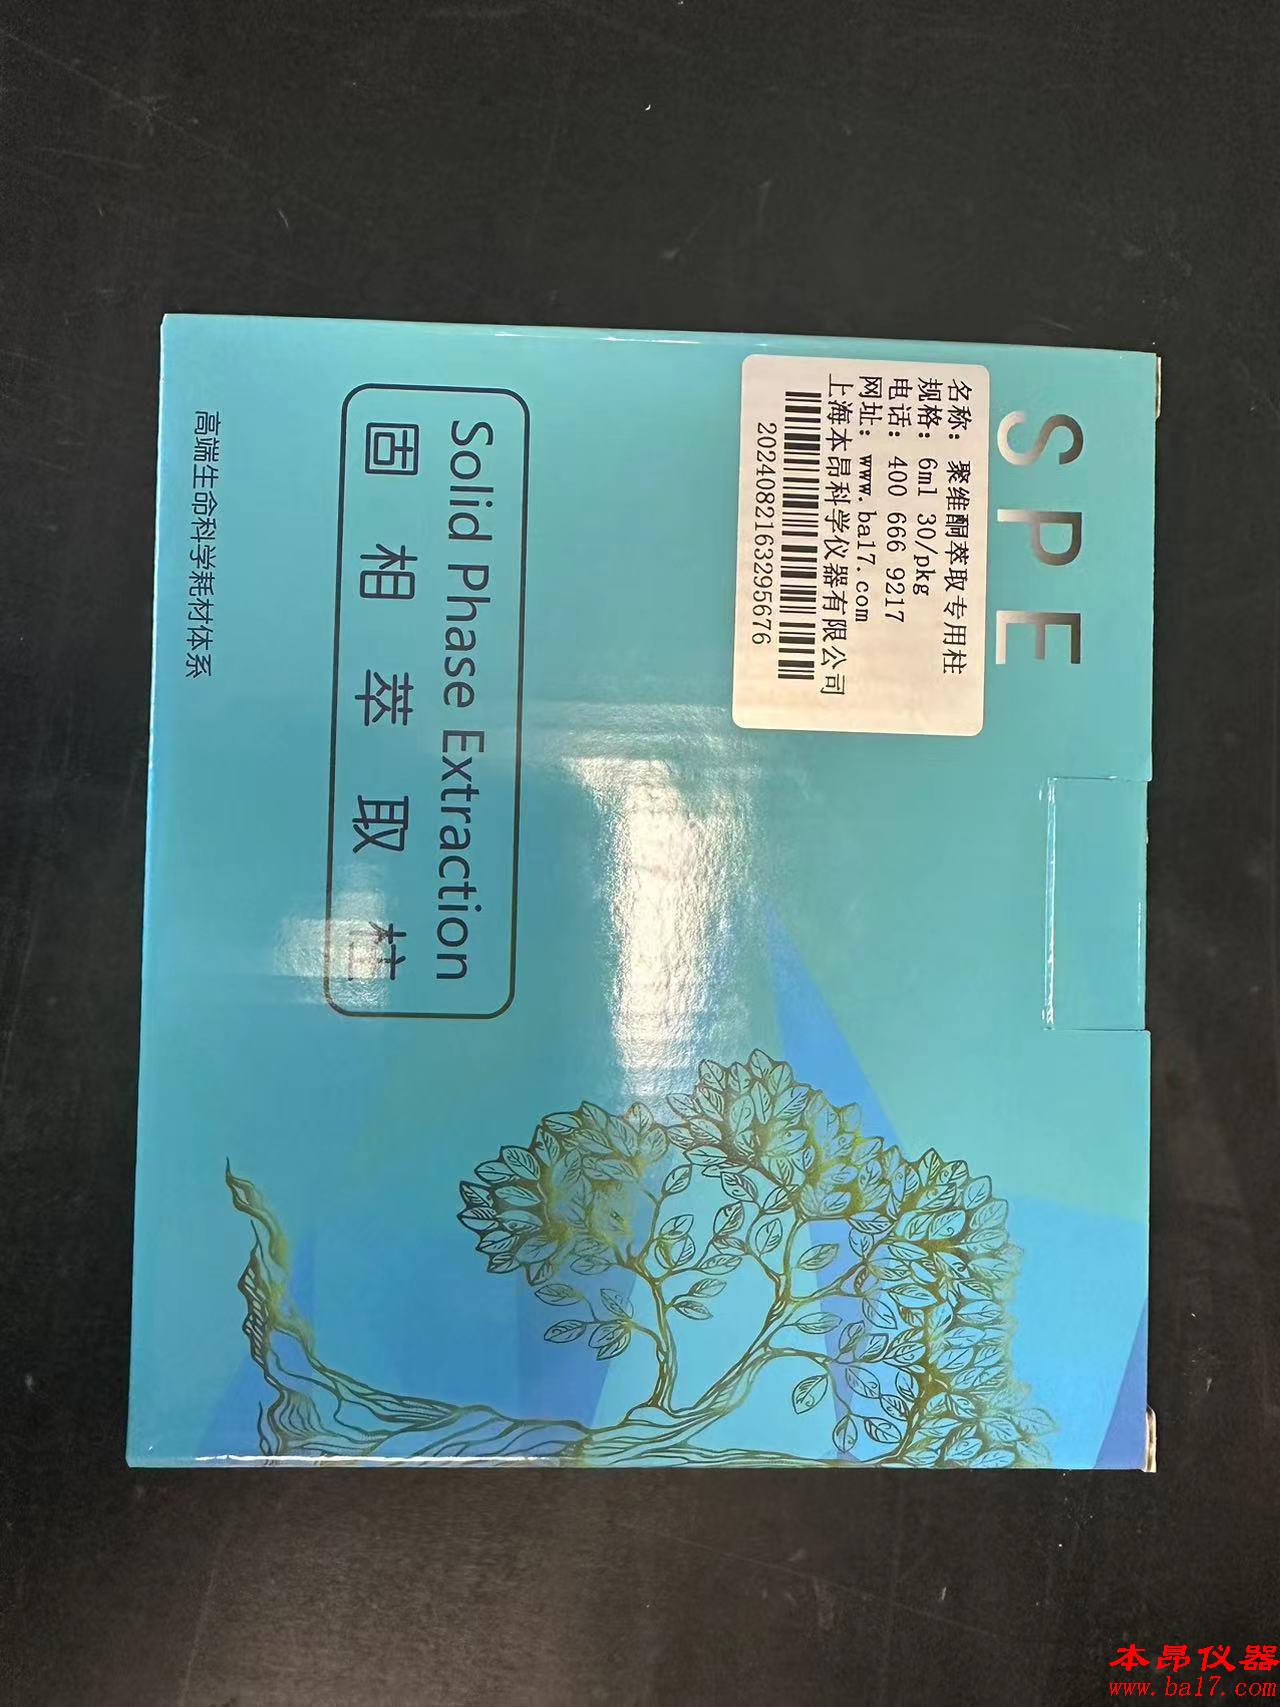 SPE
名称：聚维酮萃取专用柱
规格：6ml 30/pkg
电话：400 666 9217
网址：www.ba17.com
上海本昂科学仪器有限公司
2024082163295676
Solid Phase Extraction
固相萃取柱
高端生命科学耗材体系
本昂仪器
www.ba17.com